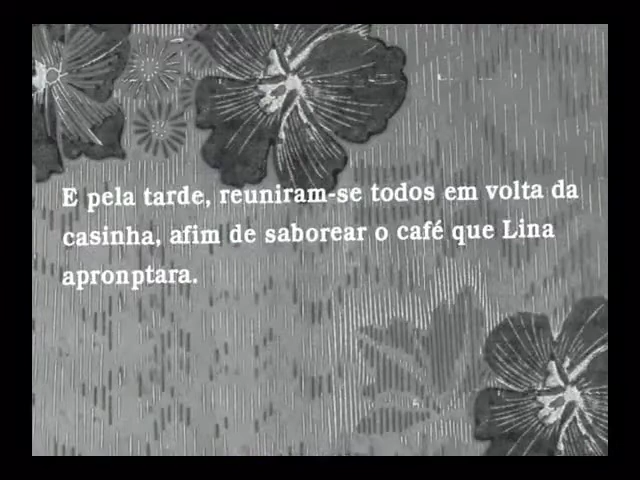 E pela tarde, reuniram-se todos em volta da
casinha, afim de saborear o café que Lina
apronptara.